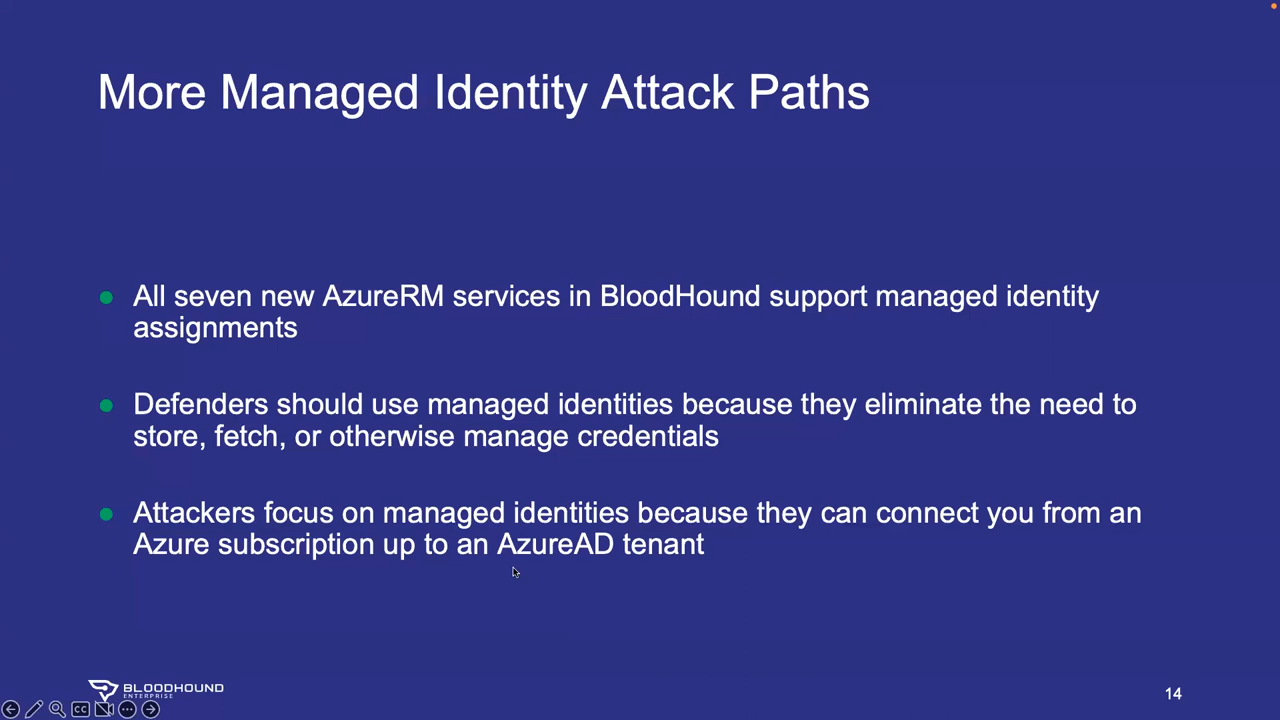 More Managed Identity Attack Paths
All seven new AzureRM services in BloodHound support managed identity
assignments
Defenders should use managed identities because they eliminate the need to
store, fetch, or otherwise manage credentials
Attackers focus on managed identities because they can connect you from an
Azure subscription up to an AzureAD tenant
BLOODHOUND
ENTERPRISE
14
CC